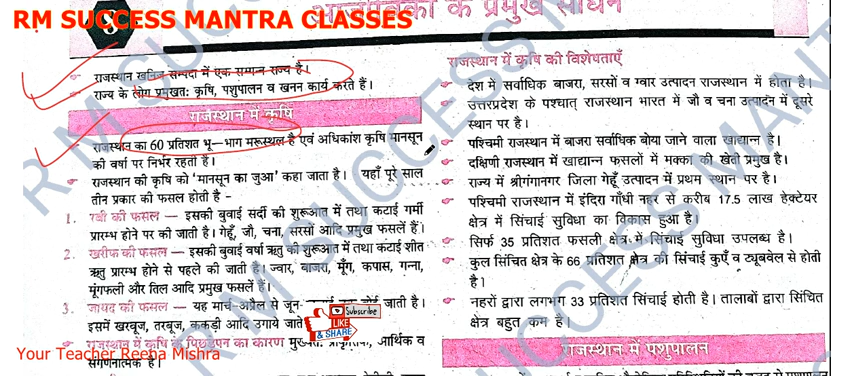 RM SUCCESS MANTRA CLASSES
आजीविका के प्रमुख साधन
राजस्थान खनिज सम्पदा में एक सम्पन्न राज्य है।
राज्य के लोग प्रमुखतः कृषि, पशुपालन व खनन कार्य करते हैं।
राजस्थान में कृषि
राजस्थान का 60 प्रतिशत भू–भाग मरूस्थल है एवं अधिकांश कृषि मानसून
की वर्षा पर निर्भर रहती है।
राजस्थान की कृषि को 'मानसून का जुआ' कहा जाता है। यहाँ पूरे साल
तीन प्रकार की फसल होती है –
1. रबी की फसल — इसकी बुवाई सर्दी की शुरूआत में तथा कटाई गर्मी
प्रारम्भ होने पर की जाती है। गेहूँ, जौ, चना, सरसों आदि प्रमुख फसलें हैं।
2. खरीफ की फसल — इसकी बुवाई वर्षा ऋतु की शुरूआत में तथा कटाई शीत
ऋतु प्रारम्भ होने से पहले की जाती है। ज्वार, बाजरा, मूँग, कपास, गन्ना,
मूंगफली और तिल आदि प्रमुख फसलें हैं।
3. जायद की फसल — यह मार्च-अप्रैल से जून- जाती है।
इसमें खरबूज, तरबूज, ककड़ी आदि उगाये जाते
राजस्थान में कृषि के पिछड़ेपन का कारण मुख्यतः प्राकृतिक, आर्थिक व
संगठनात्मक है।
Subscribe
LIKE
& SHARE
Your Teacher Reena Mishra
राजस्थान में कृषि की विशेषताएँ
देश में सर्वाधिक बाजरा, सरसों व ग्वार उत्पादन राजस्थान में होता है।
उत्तरप्रदेश के पश्चात् राजस्थान भारत में जौ व चना उत्पादन में दूसरे
स्थान पर है।
पश्चिमी राजस्थान में बाजरा सर्वाधिक बोया जाने वाला खाद्यान्न है।
दक्षिणी राजस्थान में खाद्यान्न फसलों में मक्का की खेती प्रमुख है।
राज्य में श्रीगंगानगर जिला गेहूँ उत्पादन में प्रथम स्थान पर है।
पश्चिमी राजस्थान में इंदिरा गाँधी नहर से करीब 17.5 लाख हेक्टेयर
क्षेत्र में सिंचाई सुविधा का विकास हुआ है।
सिर्फ 35 प्रतिशत फसली क्षेत्र में सिंचाई सुविधा उपलब्ध है।
कुल सिंचित क्षेत्र के 66 प्रतिशत क्षेत्र की सिंचाई कुएँ व ट्यूबवेल से होती
है।
नहरों द्वारा लगभग 33 प्रतिशत सिंचाई होती है। तालाबों द्वारा सिंचित
क्षेत्र बहुत कम है।
राजस्थान में पशुपालन